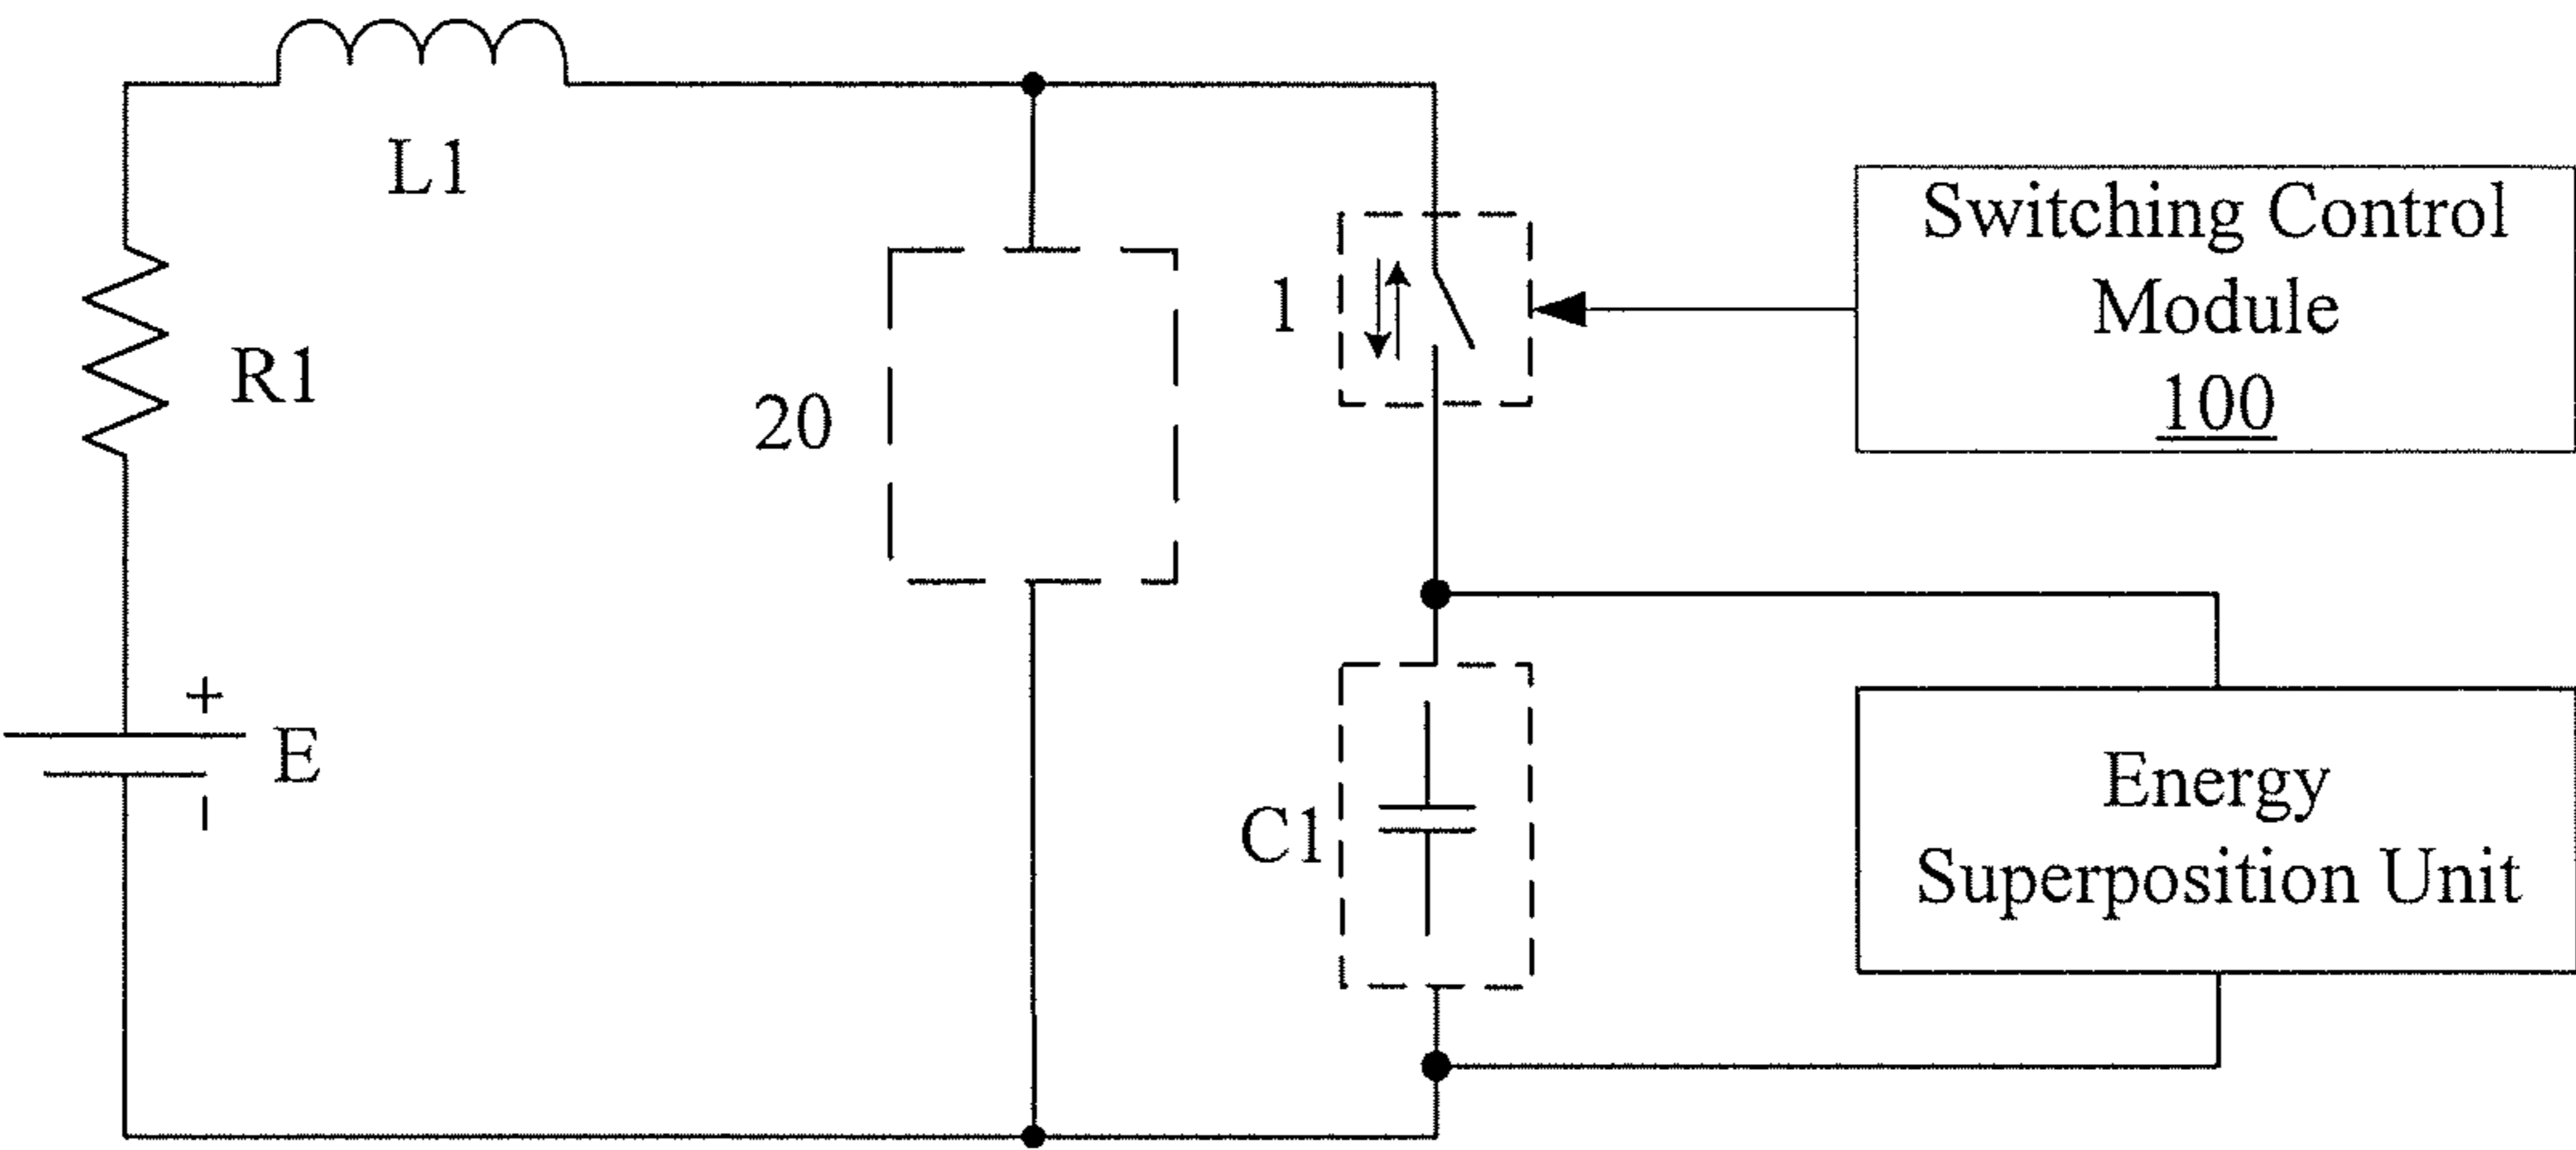 L1
R1
20
1
Switching Control
Module
100
+
E
-
C1
Energy
Superposition Unit